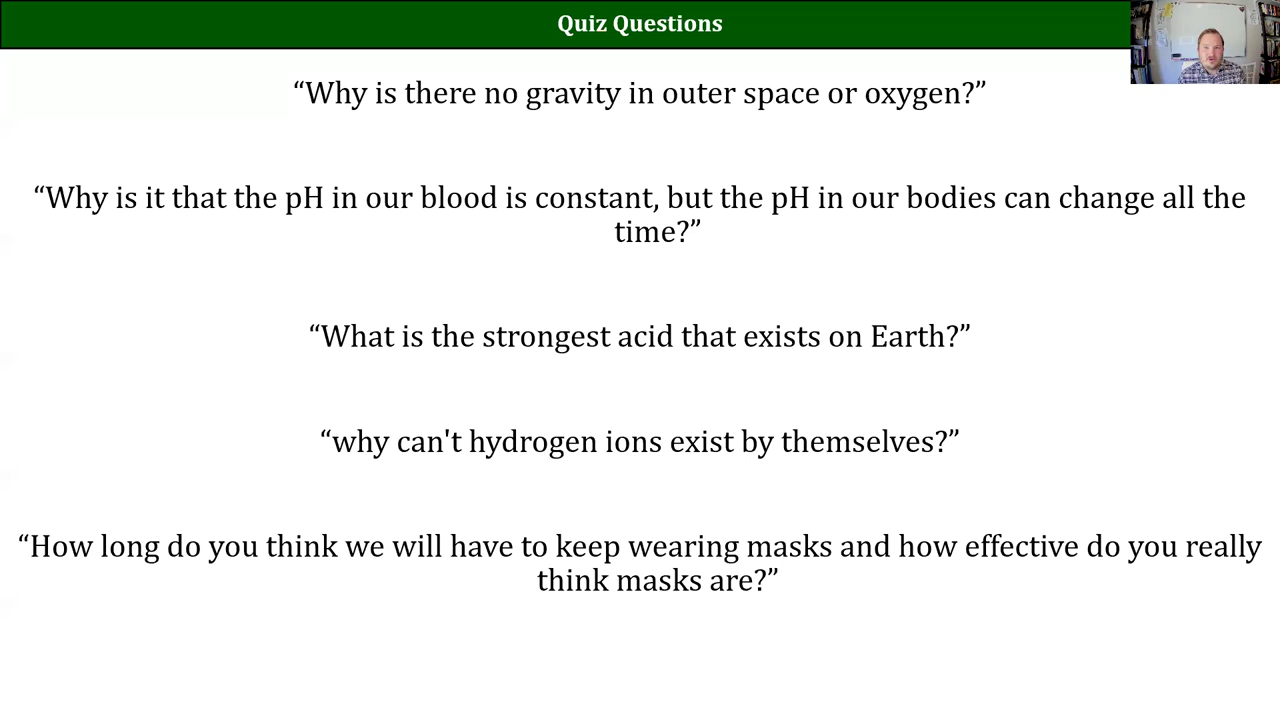 Quiz Questions
“Why is there no gravity in outer space or oxygen?”
“Why is it that the pH in our blood is constant, but the pH in our bodies can change all the
time?”
“What is the strongest acid that exists on Earth?”
“why can't hydrogen ions exist by themselves?”
“How long do you think we will have to keep wearing masks and how effective do you really
think masks are?”